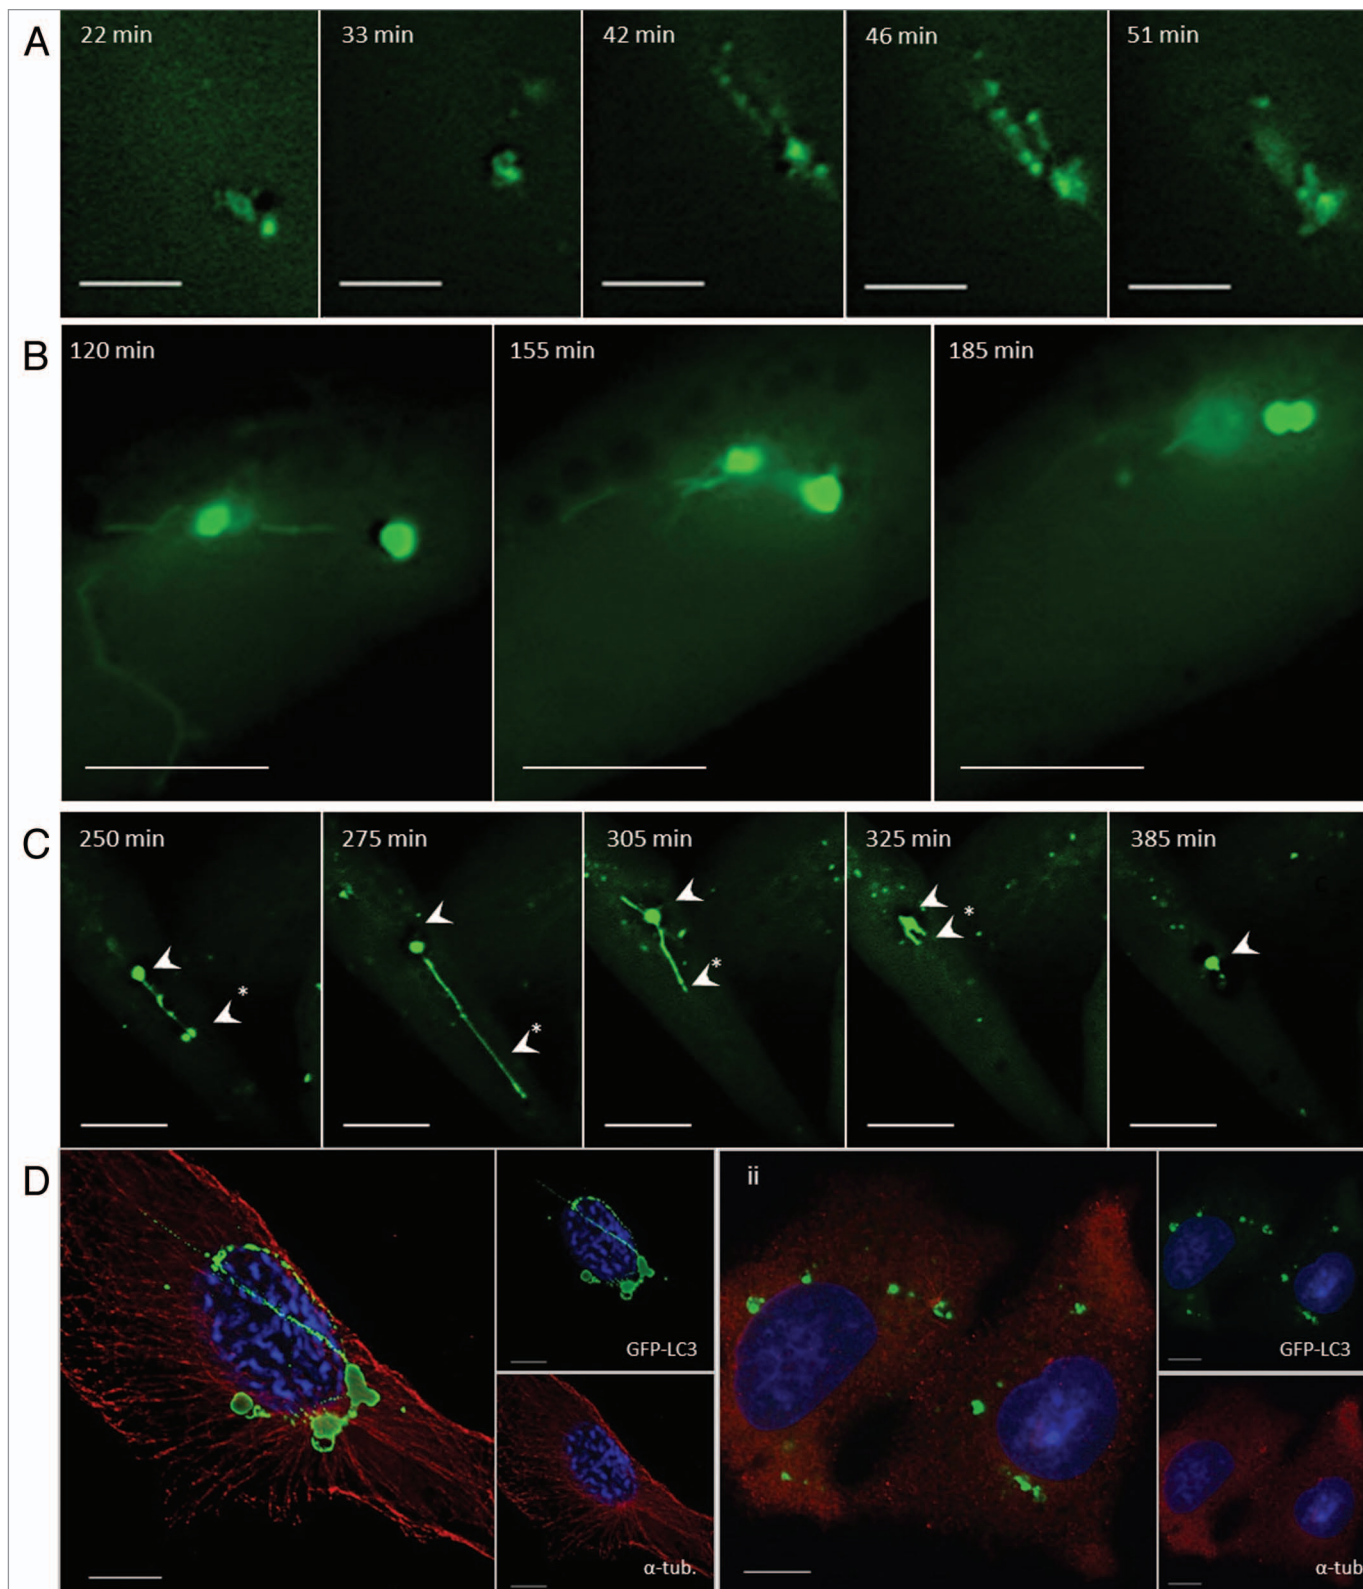 A
22 min
33 min
42 min
46 min
51 min
B
120 min
155 min
185 min
C
250 min
275 min
305 min
325 min
385 min
*
*
*
*
D
GFP-LC3
α-tub.
ii
GFP-LC3
α-tub